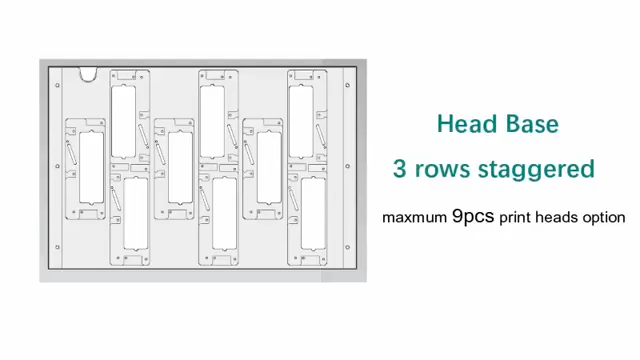 Head Base
3 rows staggered
maxmum 9pcs print heads option